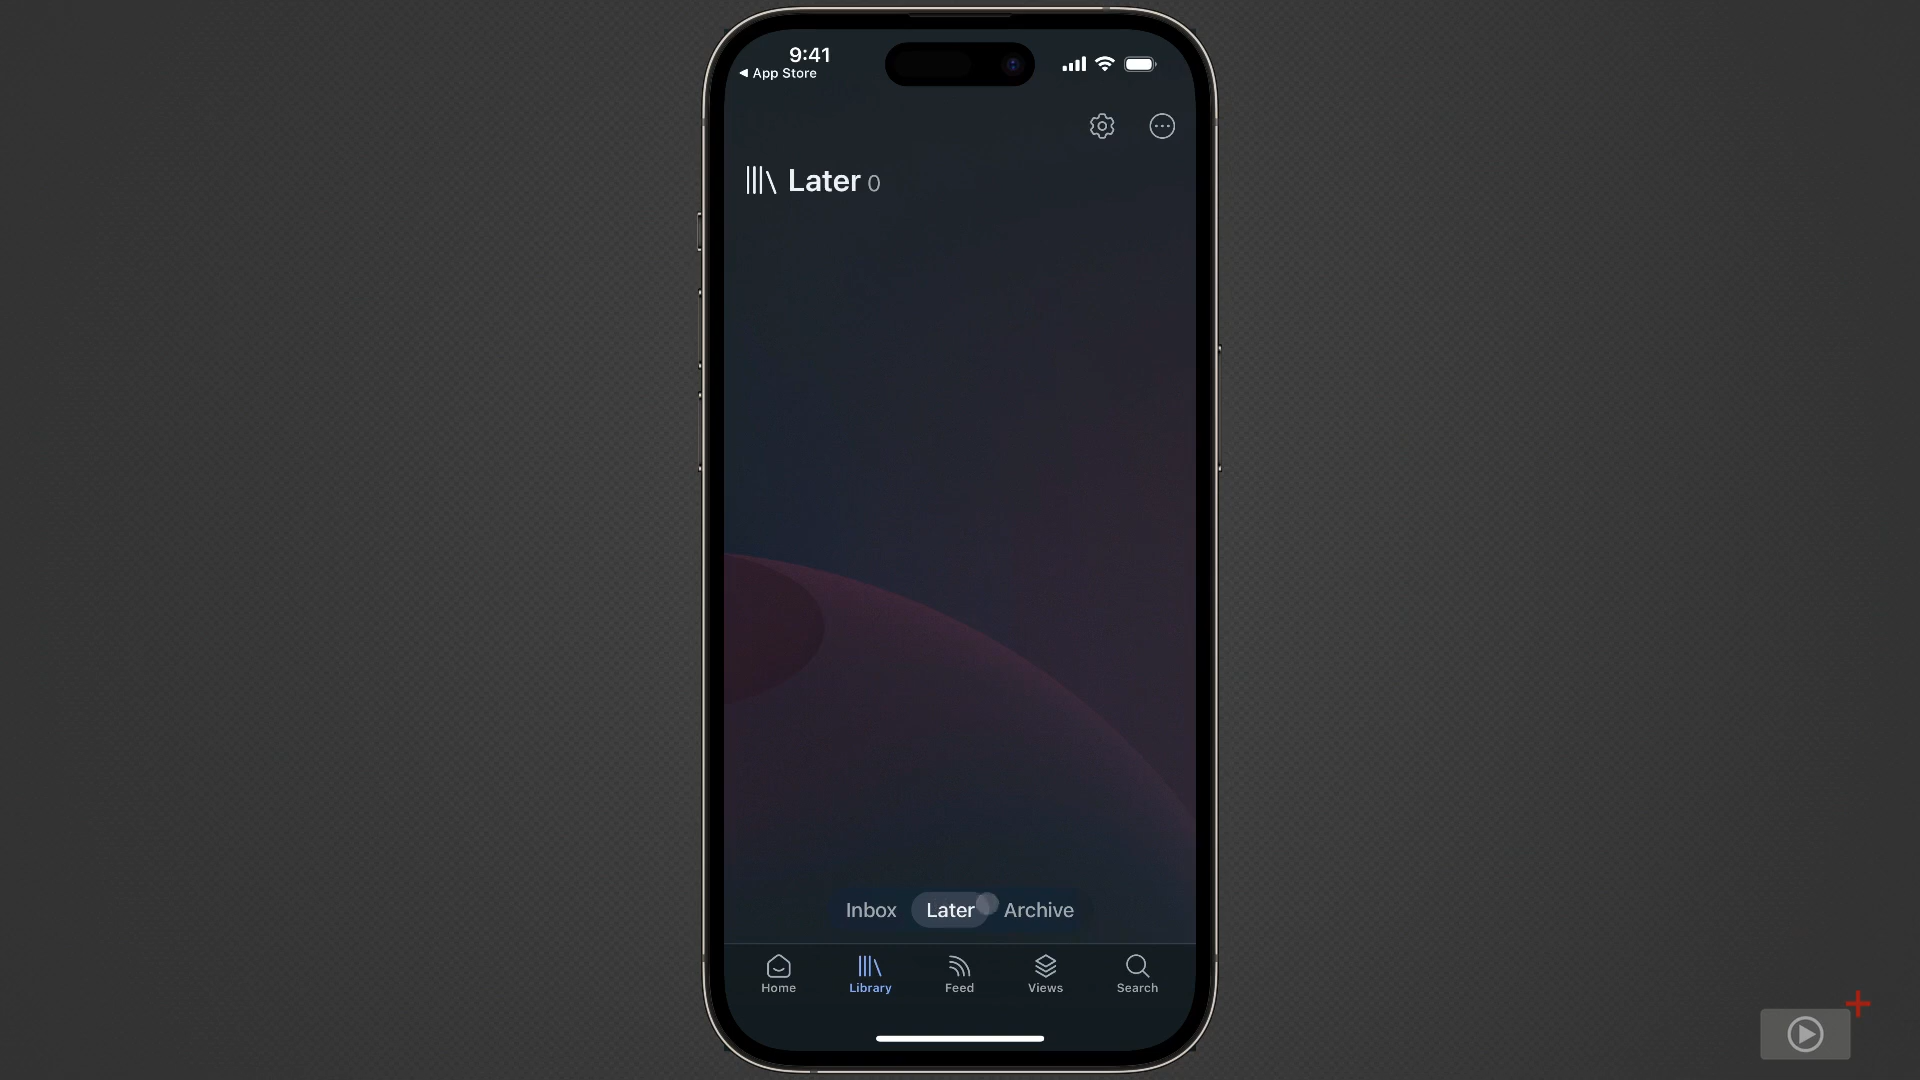 9:41
◀ App Store
Later 0
Inbox Later Archive
Home Library Feed Views Search